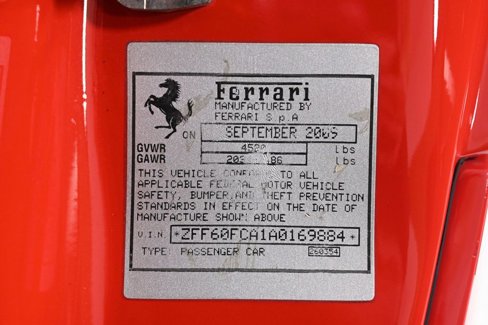 Ferrari
MANUFACTURED BY
FERRARI S.p.A
ON SEPTEMBER 2009
GVWR Lbs
GAWR Lbs
THIS VEHICLE CONFORMS TO ALL
APPLICABLE FEDERAL MOTOR VEHICLE
SAFETY, BUMPER, AND THEFT PREVENTION
STANDARDS IN EFFECT ON THE DATE OF
MANUFACTURE SHOWN ABOVE
V.I.N. *ZFF60FCA1A0169884*
TYPE: PASSENGER CAR 260354